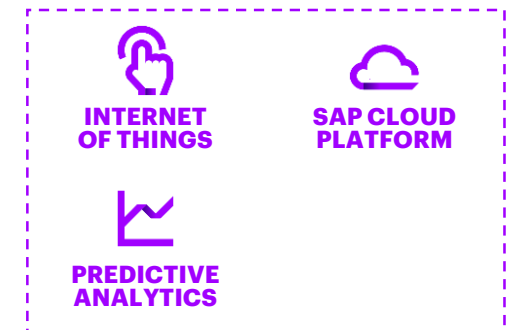 INTERNET
OF THINGS
SAP CLOUD
PLATFORM
PREDICTIVE
ANALYTICS